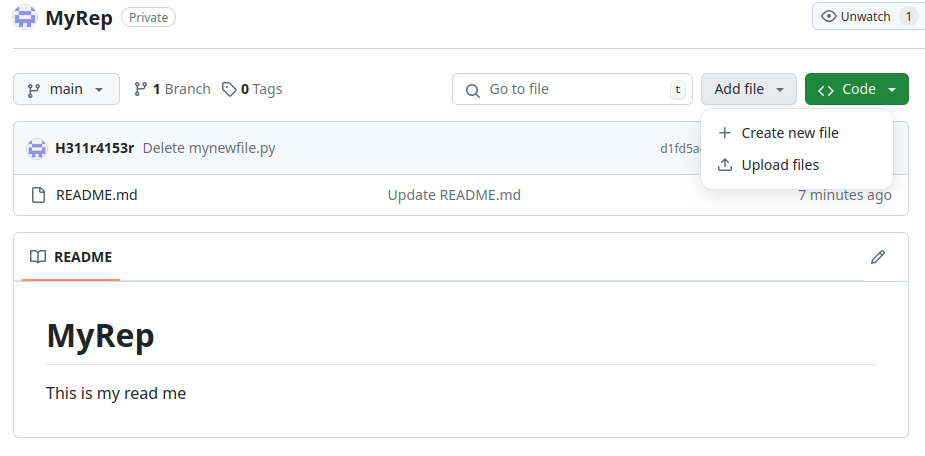 MyRep Private Unwatch 1
main 1 Branch 0 Tags Go to file t Add file Code
Create new file
H311r4153r Delete mynewfile.py
Upload files
README.md Update README.md 7 minutes ago
README
MyRep
This is my read me